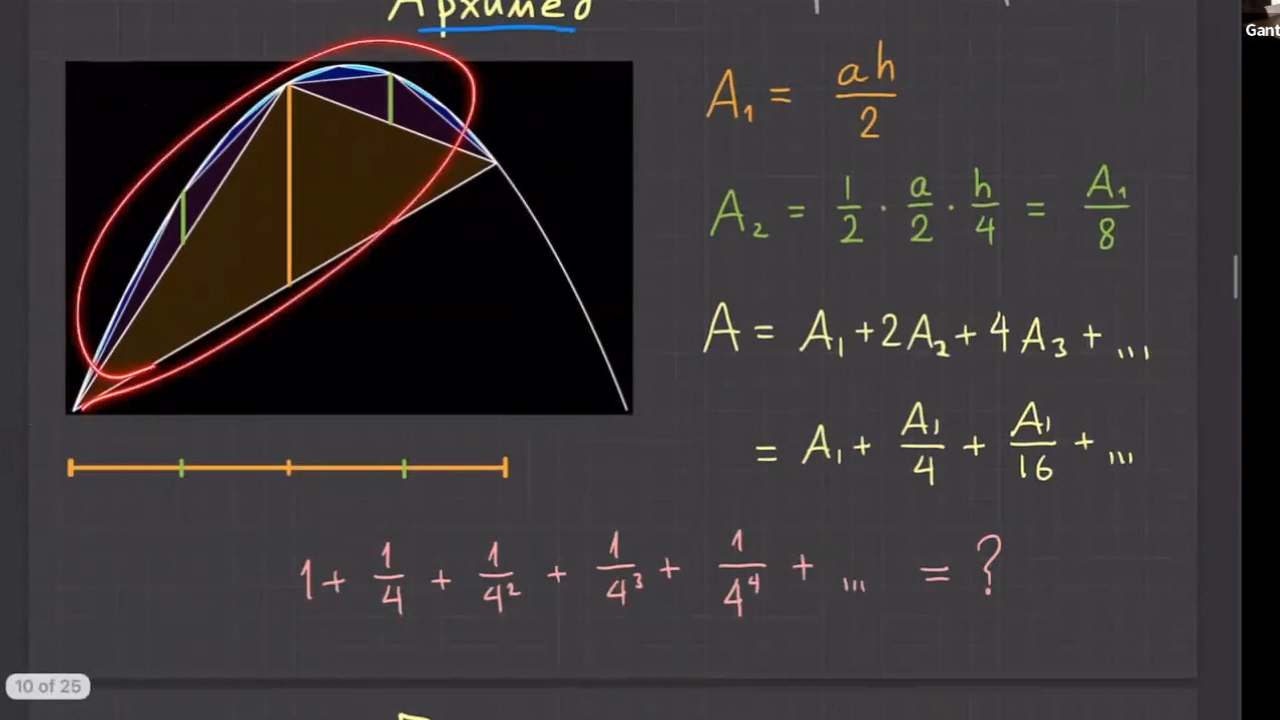 Архимед
A₁ = ah/2
A₂ = 1/2 · a/2 · h/4 = A₁/8
A = A₁ + 2A₂ + 4A₃ + ...
= A₁ + A₁/4 + A₁/16 + ...
1 + 1/4 + 1/4² + 1/4³ + 1/4⁴ + ... = ?
10 of 25
Gant